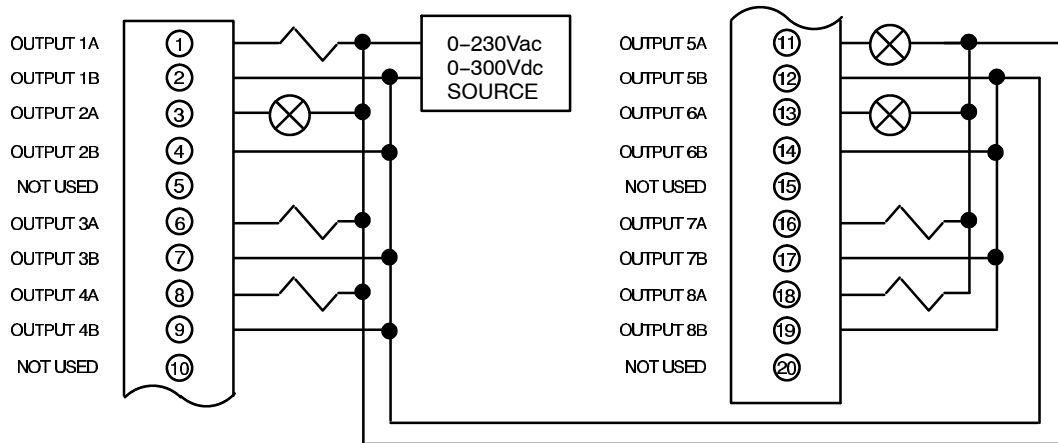 OUTPUT 1A 1
OUTPUT 1B 2
OUTPUT 2A 3
OUTPUT 2B 4
NOT USED 5
OUTPUT 3A 6
OUTPUT 3B 7
OUTPUT 4A 8
OUTPUT 4B 9
NOT USED 10
0–230Vac
0–300Vdc
SOURCE
OUTPUT 5A 11
OUTPUT 5B 12
OUTPUT 6A 13
OUTPUT 6B 14
NOT USED 15
OUTPUT 7A 16
OUTPUT 7B 17
OUTPUT 8A 18
OUTPUT 8B 19
NOT USED 20